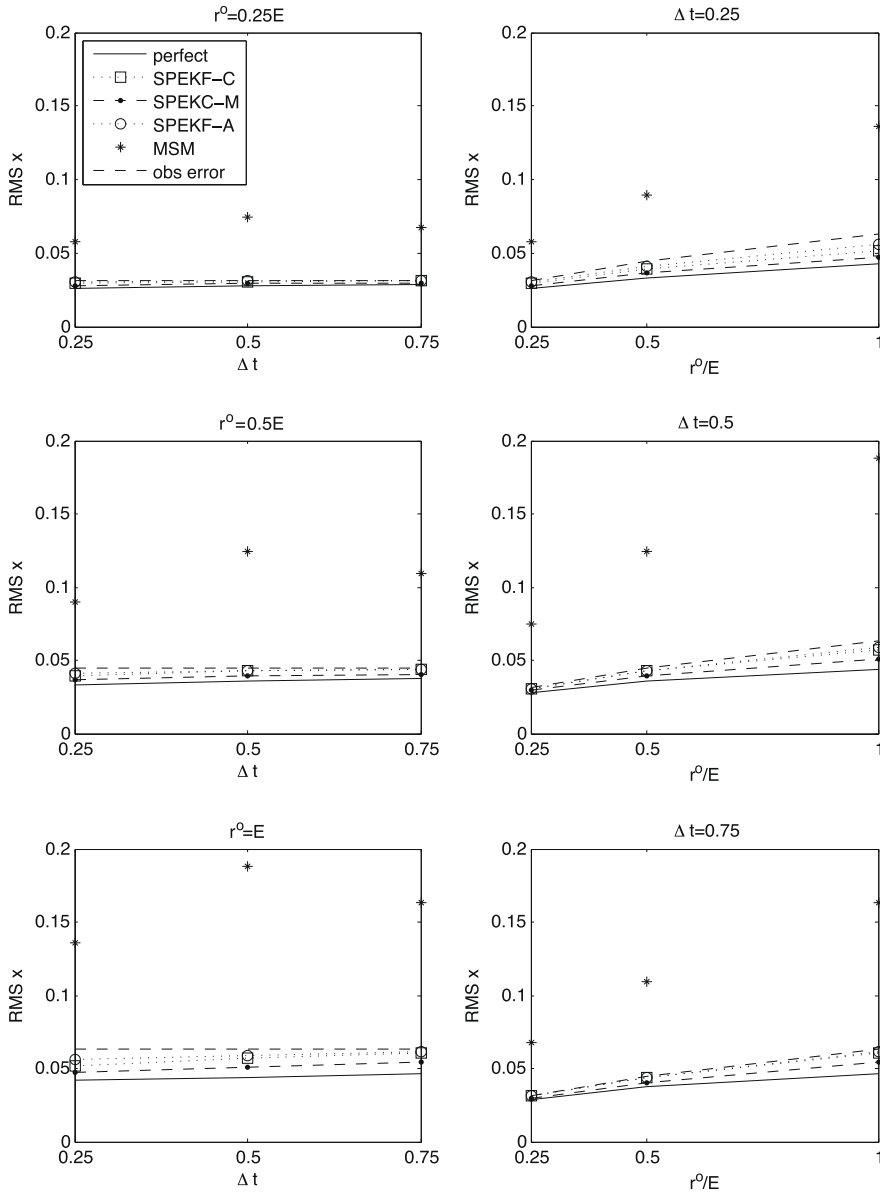 r°=0.25E
0.2
0.15
0.1
0.05
0
RMS x
perfect
SPEKF-C
SPEKC-M
SPEKF-A
MSM
obs error
0.25
0.5
0.75
Δ t
Δ t=0.25
0.2
0.15
0.1
0.05
0
RMS x
0.25
0.5
1
r°/E
r°=0.5E
0.2
0.15
0.1
0.05
0
RMS x
0.25
0.5
0.75
Δ t
Δ t=0.5
0.2
0.15
0.1
0.05
0
RMS x
0.25
0.5
1
r°/E
r°=E
0.2
0.15
0.1
0.05
0
RMS x
0.25
0.5
0.75
Δ t
Δ t=0.75
0.2
0.15
0.1
0.05
0
RMS x
0.25
0.5
1
r°/E